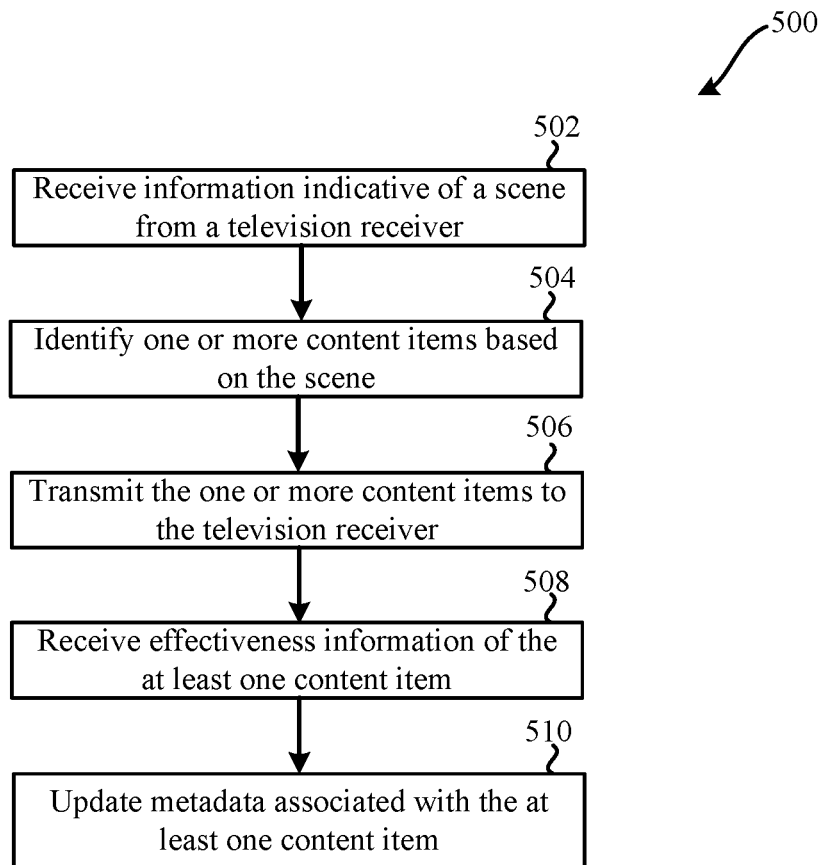 500
502
Receive information indicative of a scene
from a television receiver
504
Identify one or more content items based
on the scene
506
Transmit the one or more content items to
the television receiver
508
Receive effectiveness information of the
at least one content item
510
Update metadata associated with the at
least one content item